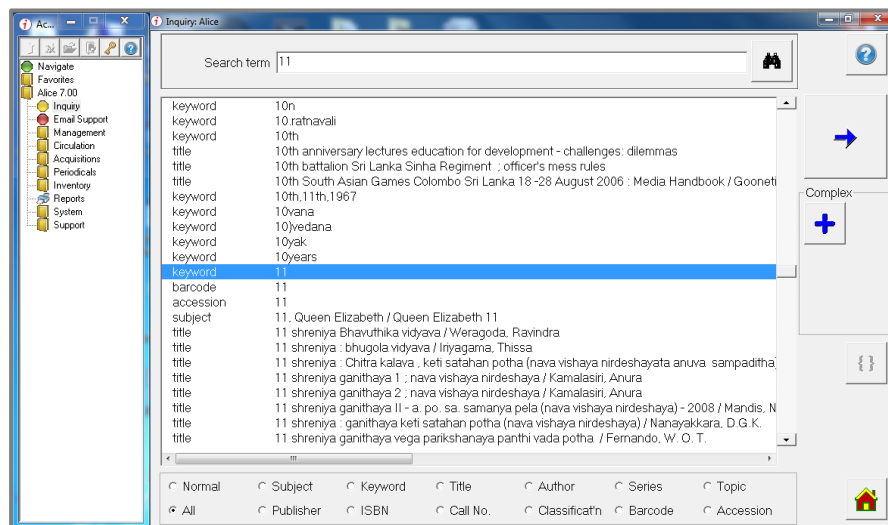 Ac...
Inquiry: Alice
Navigate
Favorites
Alice 7.00
Inquiry
Email Support
Management
Circulation
Acquisitions
Periodicals
Inventory
Reports
System
Support
Search term 11
keyword 10n
keyword 10.ratnavali
keyword 10th
title 10th anniversary lectures education for development - challenges: dilemmas
title 10th battalion Sri Lanka Sinha Regiment ; officer's mess rules
title 10th South Asian Games Colombo Sri Lanka 18 -28 August 2006 : Media Handbook / Gooneti
keyword 10th,11th,1967
keyword 10vana
keyword 10)vedana
keyword 10yak
keyword 10years
keyword 11
barcode 11
accession 11
subject 11, Queen Elizabeth / Queen Elizabeth 11
title 11 shreniya Bhavuthika vidyava / Weragoda, Ravindra
title 11 shreniya : bhugola vidyava / Iriyagama, Thissa
title 11 shreniya : Chitra kalava , keti satahan potha (nava vishaya nirdeshayata anuva sampaditha)
title 11 shreniya ganithaya 1 ; nava vishaya nirdeshaya / Kamalasiri, Anura
title 11 shreniya ganithaya 2 ; nava vishaya nirdeshaya / Kamalasiri, Anura
title 11 shreniya ganithaya II - a. po. sa. samanya pela (nava vishaya nirdeshaya) - 2008 / Mandis, N
title 11 shreniya : ganithaya keti satahan potha (nava vishaya nirdeshaya) / Nanayakkara, D.G.K.
title 11 shreniya ganithaya vega parikshanaya panthi vada potha / Fernando, W. O. T.
Complex
{ }
Normal Subject Keyword Title Author Series Topic
All Publisher ISBN Call No. Classificat'n Barcode Accession